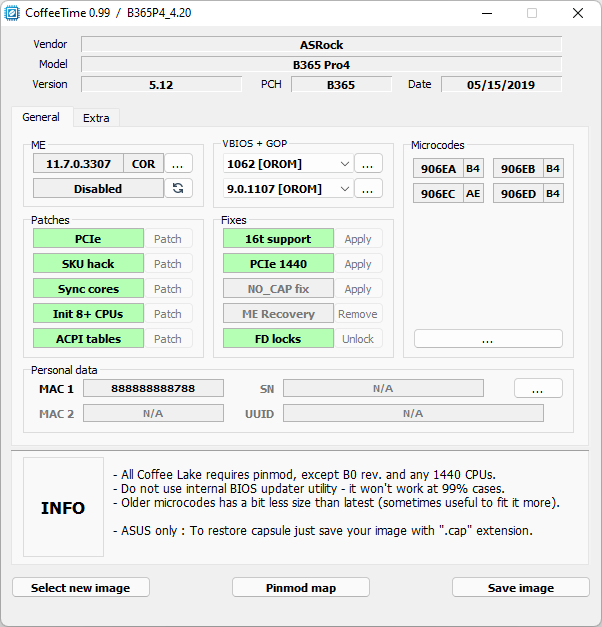 CoffeeTime 0.99 / B365P4_4.20
Vendor ASRock
Model B365 Pro4
Version 5.12 PCH B365 Date 05/15/2019
General Extra
ME
11.7.0.3307 COR ...
Disabled
VBIOS + GOP
1062 [OROM] ...
9.0.1107 [OROM] ...
Microcodes
906EA B4 906EB B4
906EC AE 906ED B4
...
Patches
PCIe Patch
SKU hack Patch
Sync cores Patch
Init 8+ CPUs Patch
ACPI tables Patch
Fixes
16t support Apply
PCIe 1440 Apply
NO_CAP fix Apply
ME Recovery Remove
FD locks Unlock
Personal data
MAC 1 888888888788 SN N/A ...
MAC 2 N/A UUID N/A
INFO
- All Coffee Lake requires pinmod, except B0 rev. and any 1440 CPUs.
- Do not use internal BIOS updater utility - it won't work at 99% cases.
- Older microcodes has a bit less size than latest (sometimes useful to fit it more).
- ASUS only : To restore capsule just save your image with ".cap" extension.
Select new image Pinmod map Save image